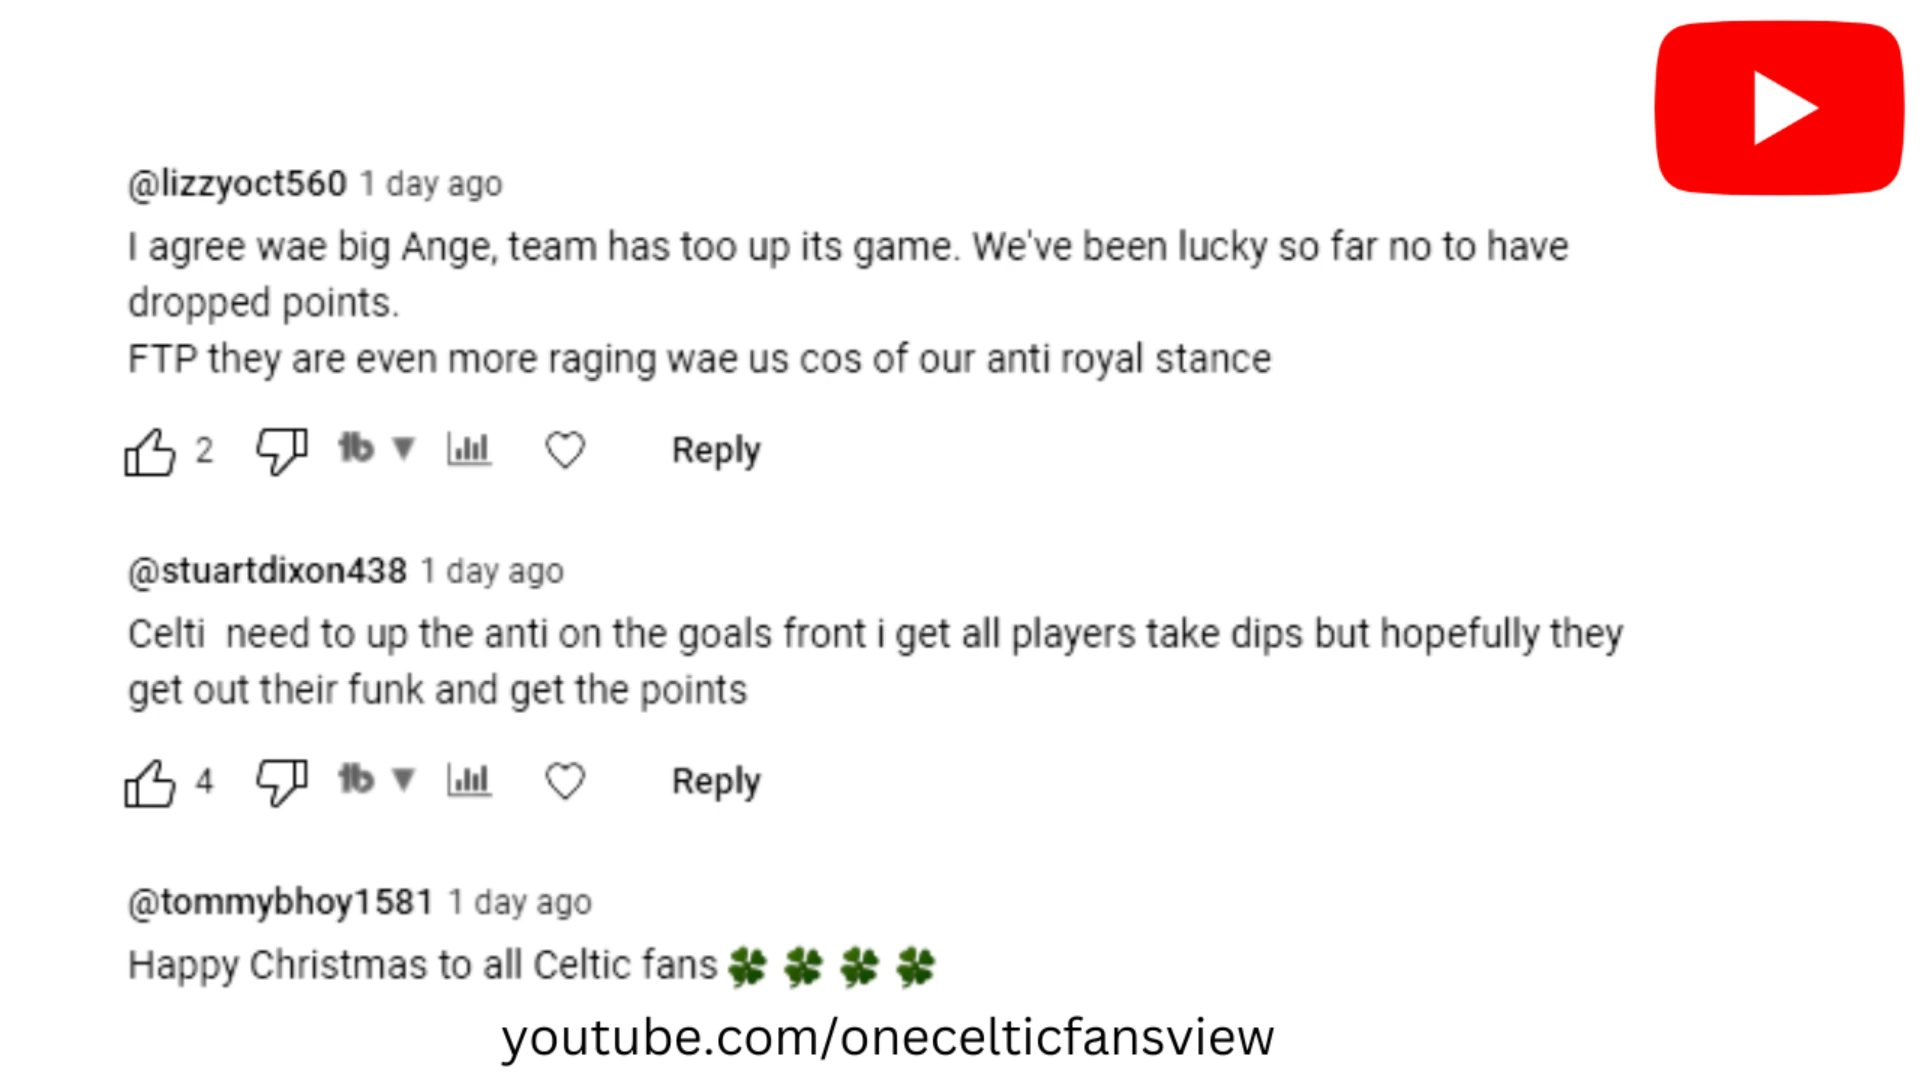 @lizzyoct560 1 day ago
I agree wae big Ange, team has too up its game. We've been lucky so far no to have
dropped points.
FTP they are even more raging wae us cos of our anti royal stance
2 Reply
@stuartdixon438 1 day ago
Celti  need to up the anti on the goals front i get all players take dips but hopefully they
get out their funk and get the points
4 Reply
@tommybhoy1581 1 day ago
Happy Christmas to all Celtic fans🍀 🍀 🍀 🍀
youtube.com/onecelticfansview